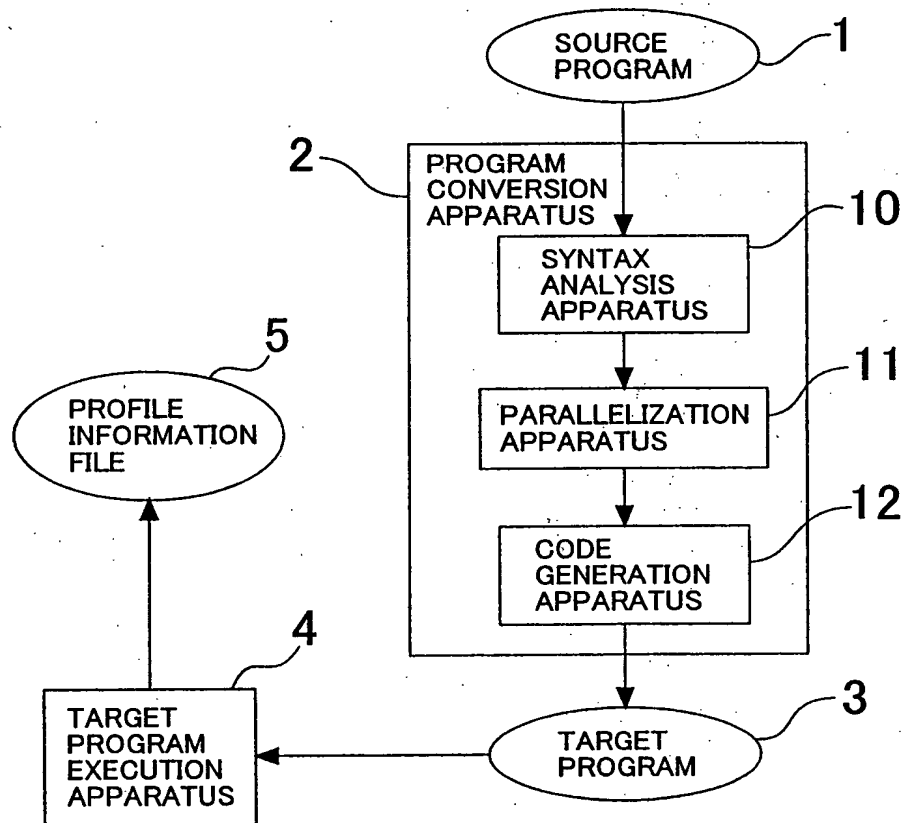 SOURCE
PROGRAM
1
2
PROGRAM
CONVERSION
APPARATUS
10
SYNTAX
ANALYSIS
APPARATUS
5
PROFILE
INFORMATION
FILE
11
PARALLELIZATION
APPARATUS
12
CODE
GENERATION
APPARATUS
4
TARGET
PROGRAM
EXECUTION
APPARATUS
3
TARGET
PROGRAM